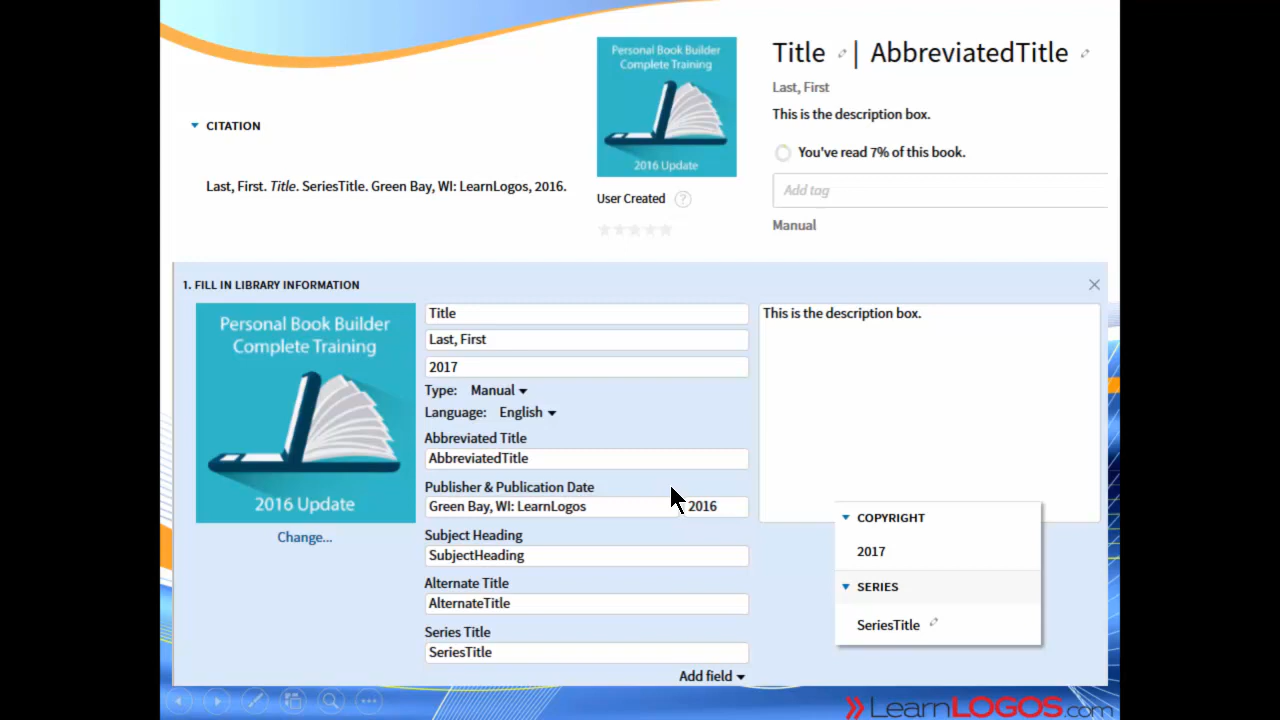 CITATION
Last, First. Title. SeriesTitle. Green Bay, WI: LearnLogos, 2016.
Personal Book Builder
Complete Training
2016 Update
User Created ?
Title | AbbreviatedTitle
Last, First
This is the description box.
You've read 7% of this book.
Add tag
Manual
1. FILL IN LIBRARY INFORMATION
Personal Book Builder
Complete Training
2016 Update
Change...
Title
Last, First
2017
Type: Manual
Language: English
Abbreviated Title
AbbreviatedTitle
Publisher & Publication Date
Green Bay, WI: LearnLogos 2016
Subject Heading
SubjectHeading
Alternate Title
AlternateTitle
Series Title
SeriesTitle
Add field
This is the description box.
COPYRIGHT
2017
SERIES
SeriesTitle
LearnLOGOS.com